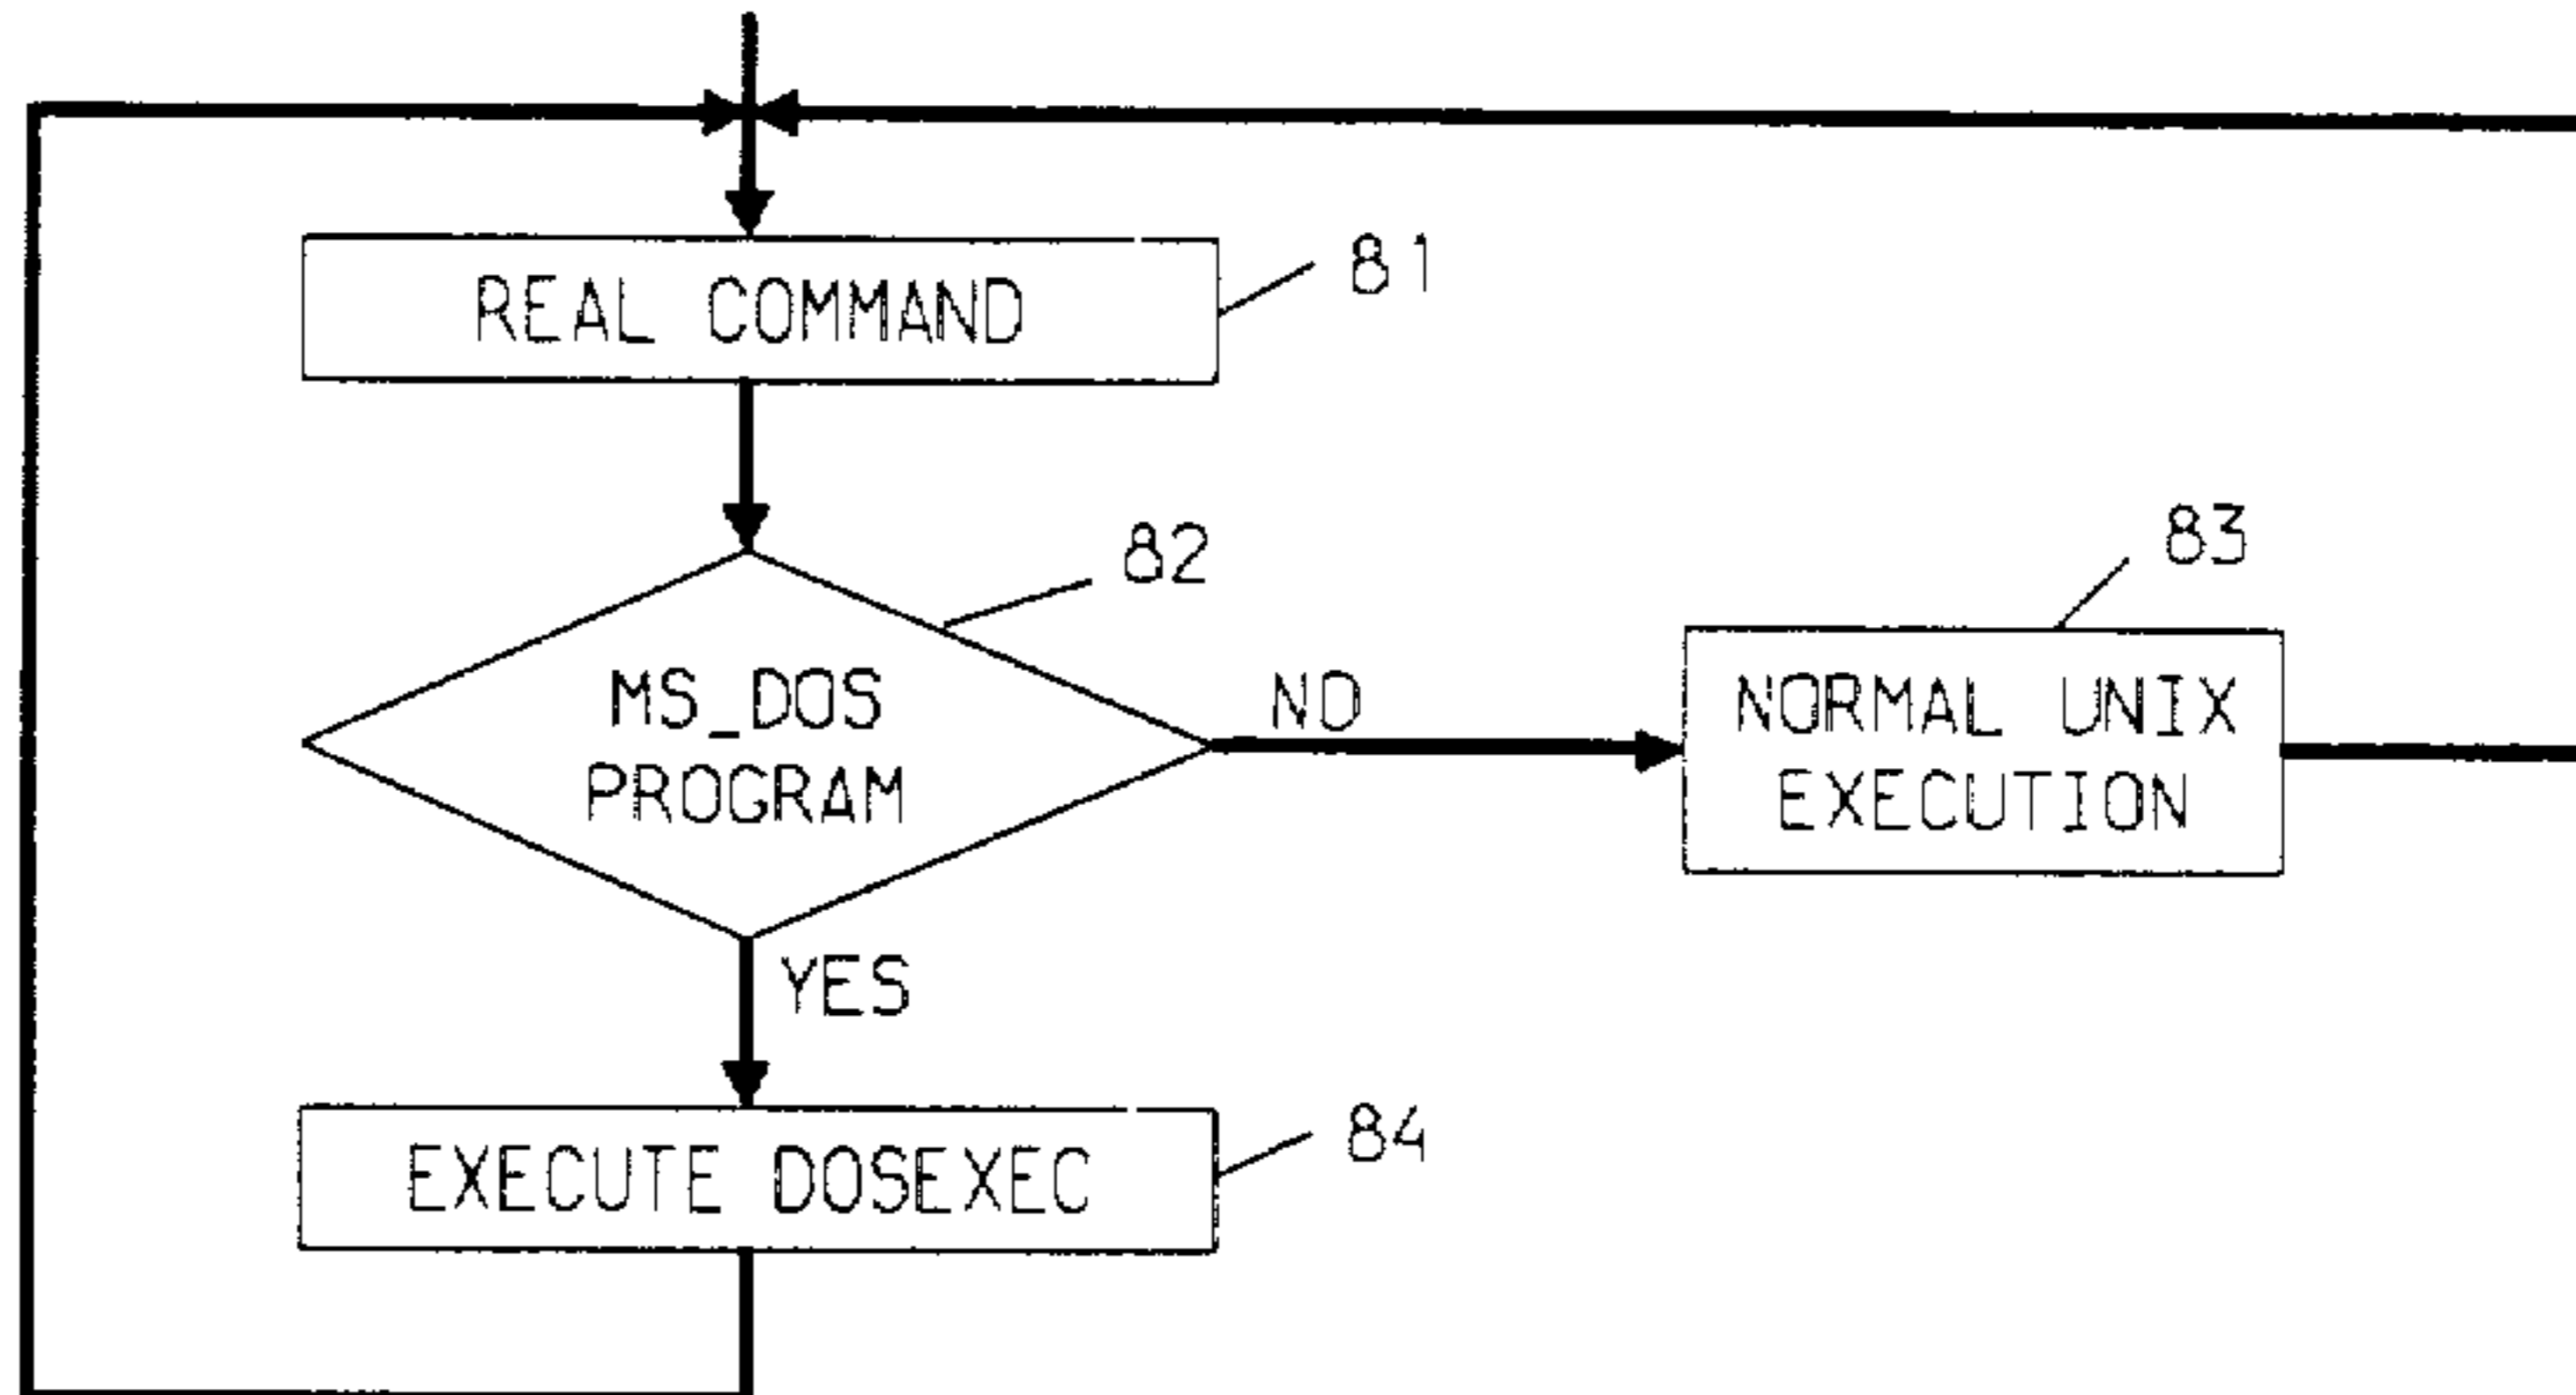 REAL COMMAND
81
82
83
MS_DOS
PROGRAM
NO
NORMAL UNIX
EXECUTION
YES
EXECUTE DOSEXEC
84